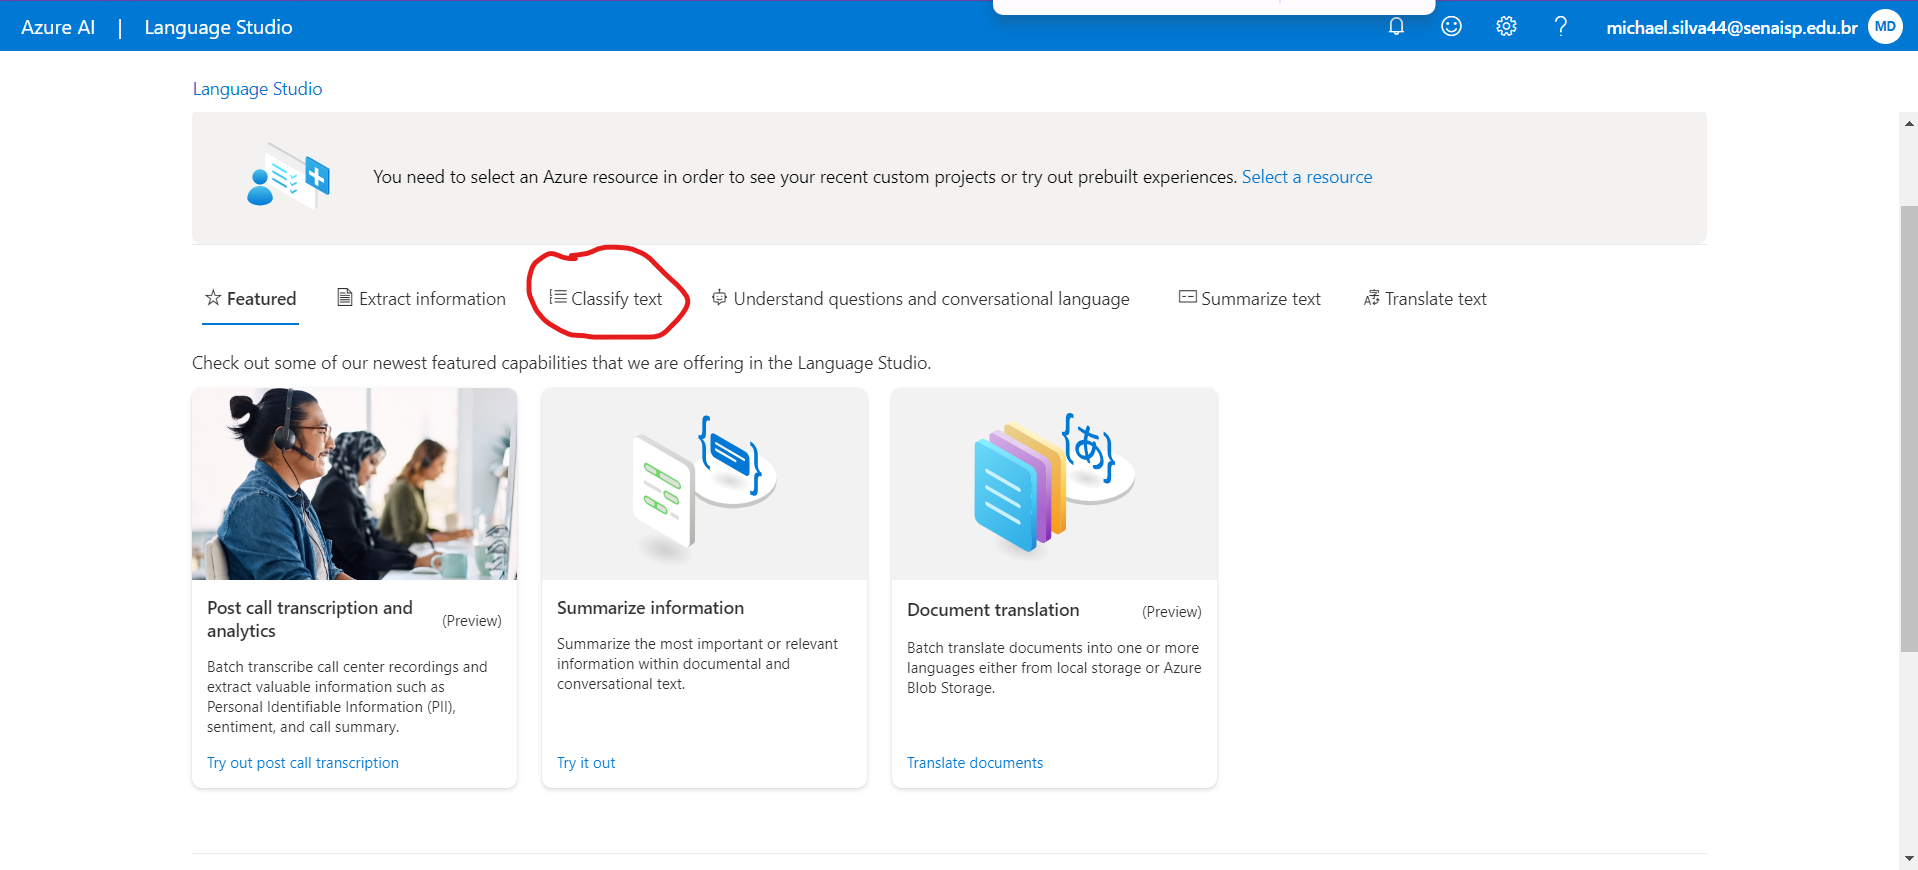 Azure AI | Language Studio
michael.silva44@senaisp.edu.br MD
Language Studio
You need to select an Azure resource in order to see your recent custom projects or try out prebuilt experiences. Select a resource
Featured Extract information Classify text Understand questions and conversational language Summarize text Translate text
Check out some of our newest featured capabilities that we are offering in the Language Studio.
Post call transcription and
analytics
(Preview)
Batch transcribe call center recordings and
extract valuable information such as
Personal Identifiable Information (PII),
sentiment, and call summary.
Try out post call transcription
Summarize information
Summarize the most important or relevant
information within documental and
conversational text.
Try it out
Document translation (Preview)
Batch translate documents into one or more
languages either from local storage or Azure
Blob Storage.
Translate documents